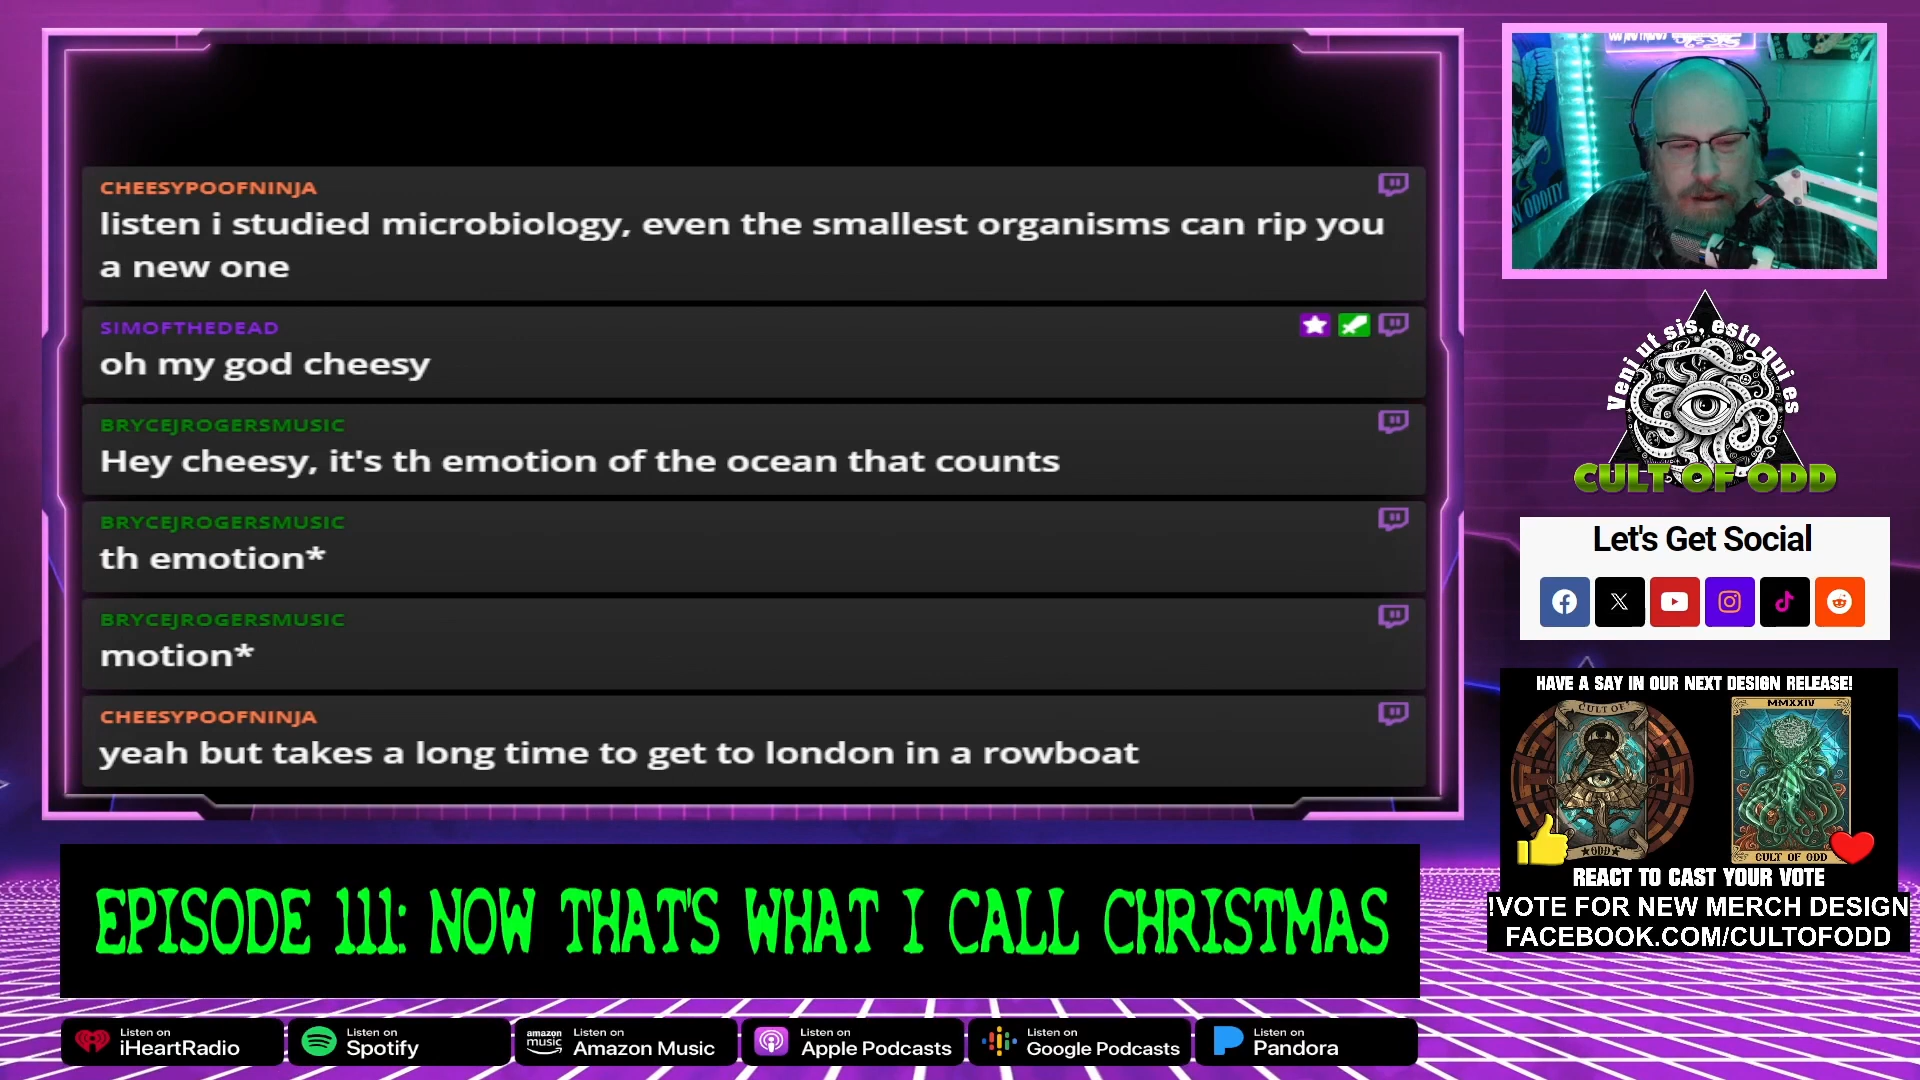 CHEESYPOOFNINJA
listen i studied microbiology, even the smallest organisms can rip you
a new one
SIMOFTHEDEAD
oh my god cheesy
BRYCEJROGERSMUSIC
Hey cheesy, it's th emotion of the ocean that counts
BRYCEJROGERSMUSIC
th emotion*
BRYCEJROGERSMUSIC
motion*
CHEESYPOOFNINJA
yeah but takes a long time to get to london in a rowboat
EPISODE 111: NOW THAT'S WHAT I CALL CHRISTMAS
Listen on
iHeartRadio
Listen on
Spotify
amazon
music
Listen on
Amazon Music
Listen on
Apple Podcasts
Listen on
Google Podcasts
Listen on
Pandora
ODDITY
Veni ut sis, esto qui es
CULT OF ODD
Let's Get Social
HAVE A SAY IN OUR NEXT DESIGN RELEASE!
CULT OF
ODD
MMXXIV
CULT OF ODD
REACT TO CAST YOUR VOTE
!VOTE FOR NEW MERCH DESIGN
FACEBOOK.COM/CULTOFODD